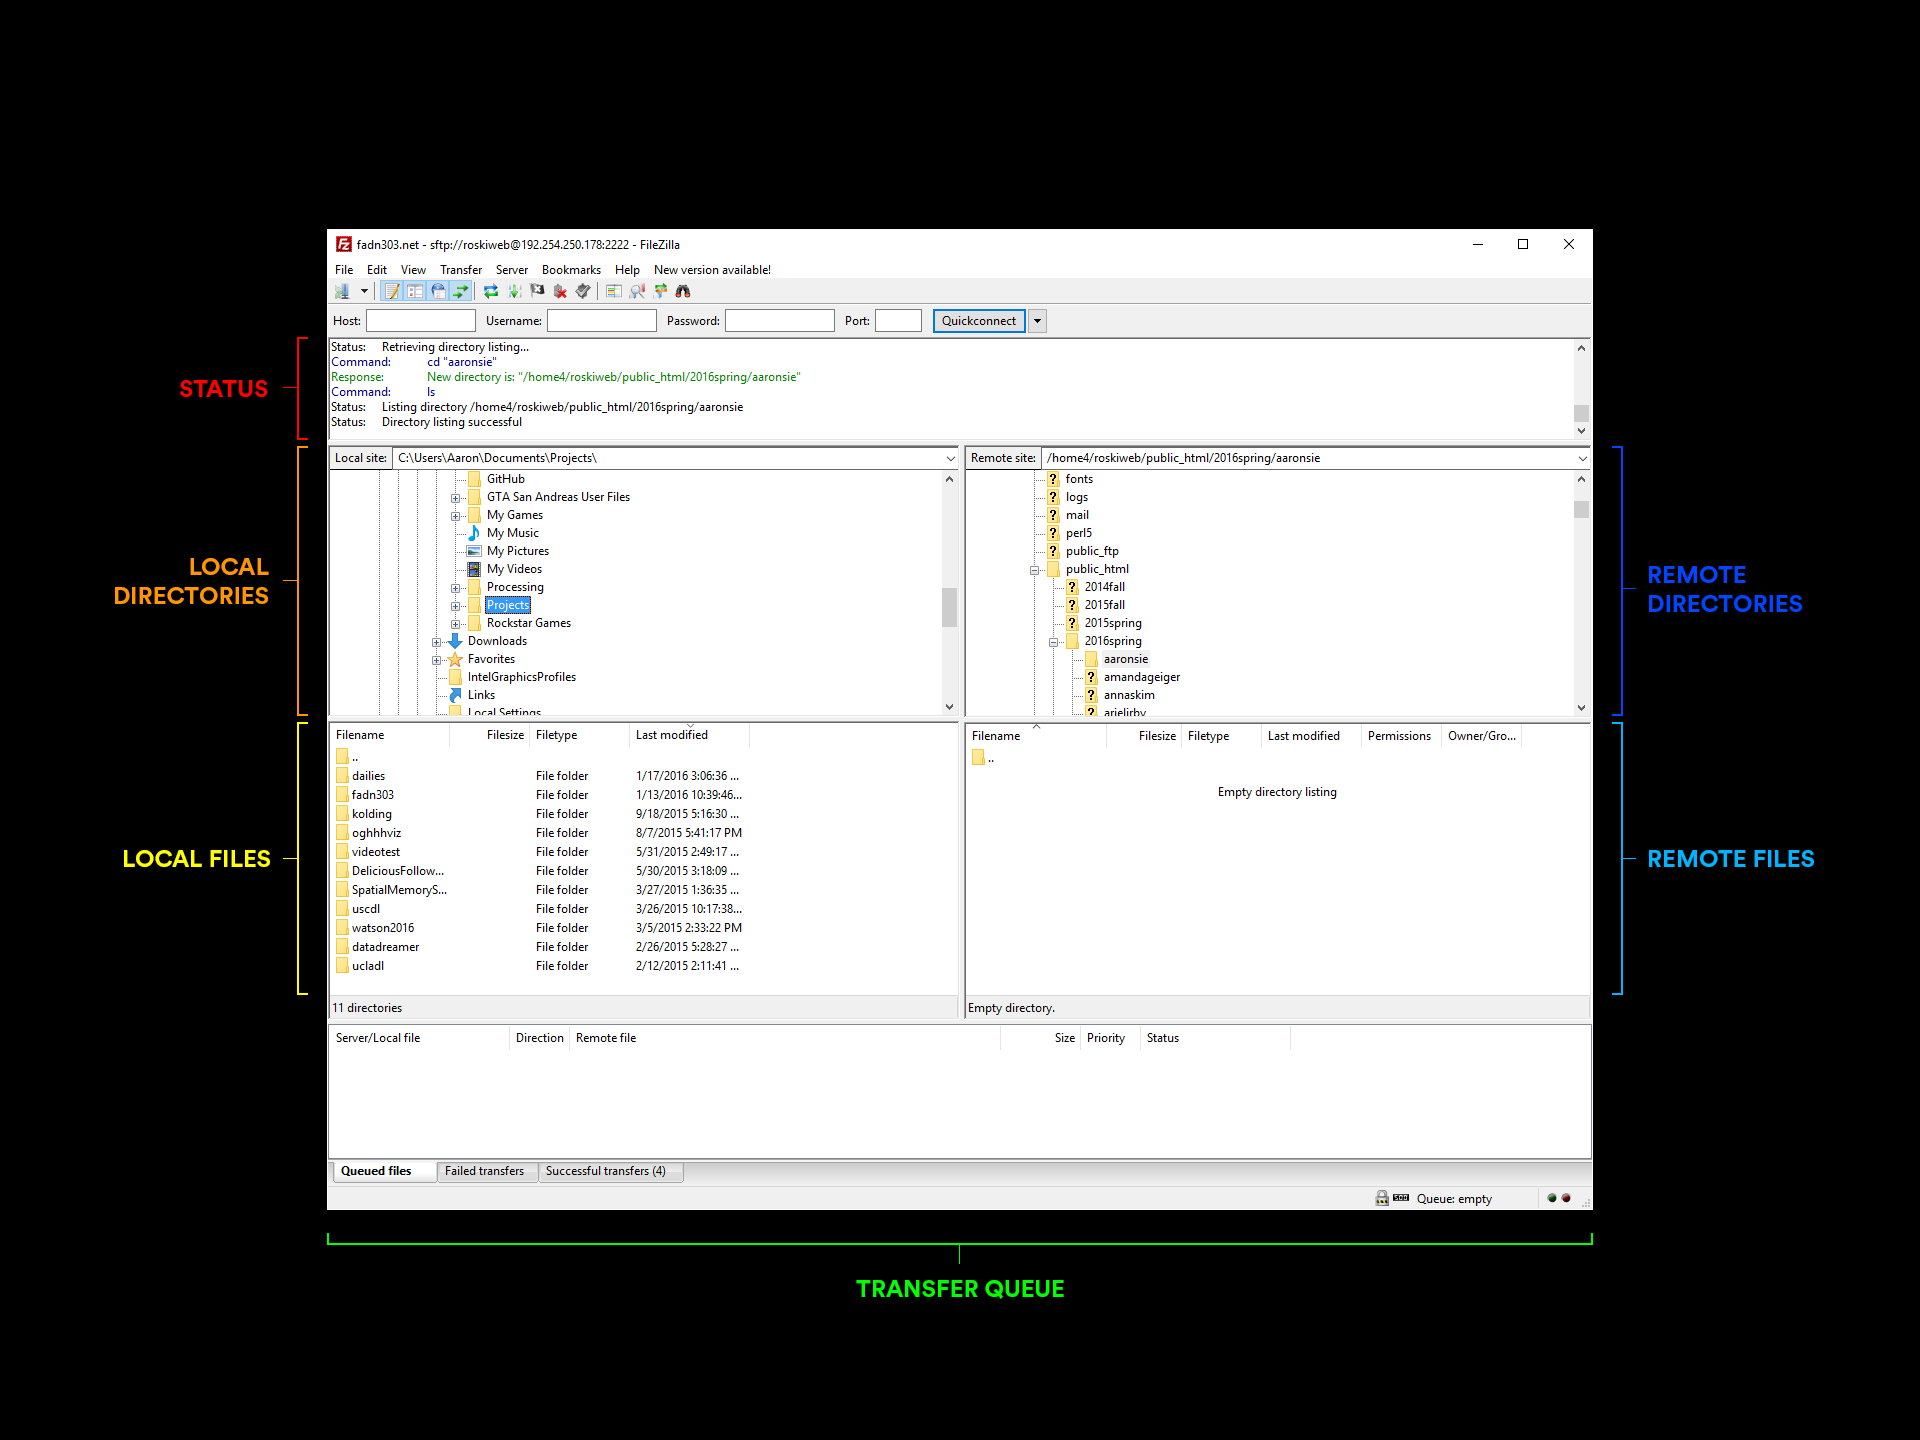 fadn303.net - sftp://roskiweb@192.254.250.178:2222 - FileZilla
File Edit View Transfer Server Bookmarks Help New version available!
Host: Username: Password: Port: Quickconnect
STATUS
Status: Retrieving directory listing...
Command: cd "aaronsie"
Response: New directory is: "/home4/roskiweb/public_html/2016spring/aaronsie"
Command: ls
Status: Listing directory /home4/roskiweb/public_html/2016spring/aaronsie
Status: Directory listing successful
LOCAL
DIRECTORIES
Local site: C:\Users\Aaron\Documents\Projects\
GitHub
GTA San Andreas User Files
My Games
My Music
My Pictures
My Videos
Processing
Projects
Rockstar Games
Downloads
Favorites
IntelGraphicsProfiles
Links
Local Settings
Remote site: /home4/roskiweb/public_html/2016spring/aaronsie
fonts
logs
mail
perl5
public_ftp
public_html
2014fall
2015fall
2015spring
2016spring
aaronsie
amandageiger
annaskim
arielirby
REMOTE
DIRECTORIES
LOCAL FILES
Filename Filesize Filetype Last modified
..
dailies File folder 1/17/2016 3:06:36 ...
fadn303 File folder 1/13/2016 10:39:46...
kolding File folder 9/18/2015 5:16:30 ...
oghhhviz File folder 8/7/2015 5:41:17 PM
videotest File folder 5/31/2015 2:49:17 ...
DeliciousFollow... File folder 5/30/2015 3:18:09 ...
SpatialMemoryS... File folder 3/27/2015 1:36:35 ...
uscdl File folder 3/26/2015 10:17:38...
watson2016 File folder 3/5/2015 2:33:22 PM
datadreamer File folder 2/26/2015 5:28:27 ...
ucladl File folder 2/12/2015 2:11:41 ...
11 directories
Filename Filesize Filetype Last modified Permissions Owner/Gro...
..
Empty directory listing
Empty directory.
REMOTE FILES
Server/Local file Direction Remote file Size Priority Status
Queued files Failed transfers Successful transfers (4)
Queue: empty
TRANSFER QUEUE